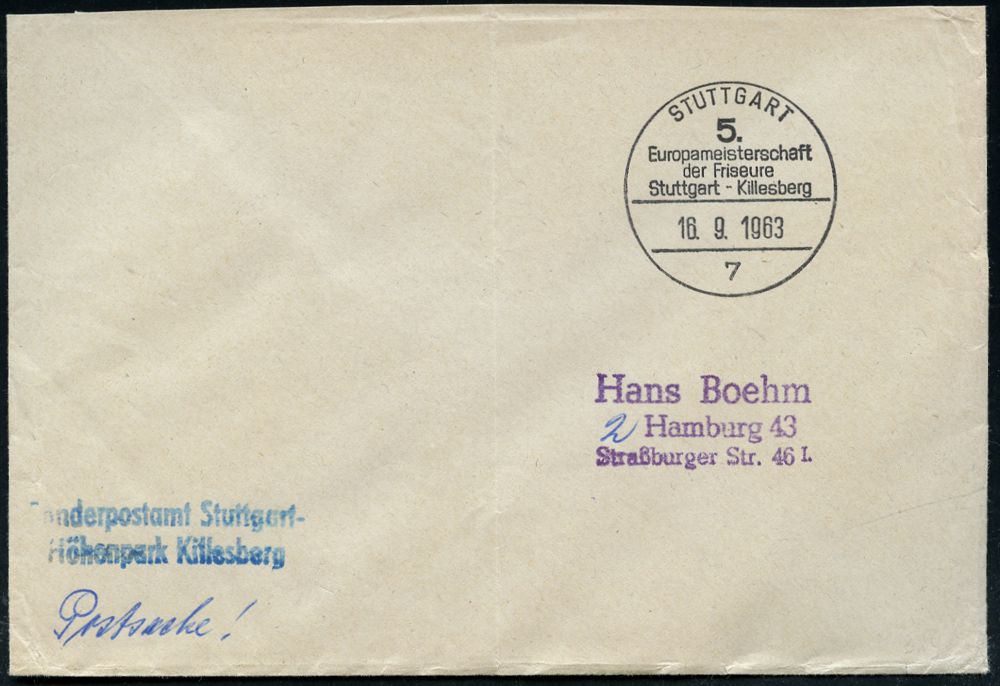 STUTTGART
5.
Europameisterschaft
der Friseure
Stuttgart - Killesberg
16. 9. 1963
7
Hans Boehm
2 Hamburg 43
Straßburger Str. 46 I.
Sonderpostamt Stuttgart-
Höhenpark Killesberg
Postsache!